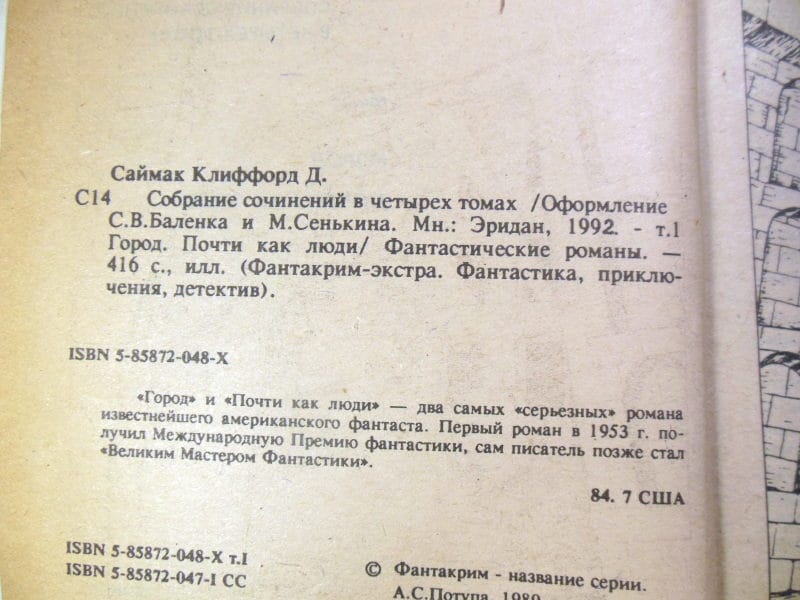 Саймак Клиффорд Д.
С14 Собрание сочинений в четырех томах /Оформление
С.В.Баленка и М.Сенькина. Мн.: Эридан, 1992. - т.1
Город. Почти как люди/ Фантастические романы. —
416 с., илл. (Фантакрим-экстра. Фантастика, приклю-
чения, детектив).
ISBN 5-85872-048-X
«Город» и «Почти как люди» — два самых «серьезных» романа
известнейшего американского фантаста. Первый роман в 1953 г. по-
лучил Международную Премию фантастики, сам писатель позже стал
«Великим Мастером Фантастики».
84. 7 США
ISBN 5-85872-048-X т.I
ISBN 5-85872-047-I СС
© Фантакрим - название серии.
А.С.Потупа, 1989